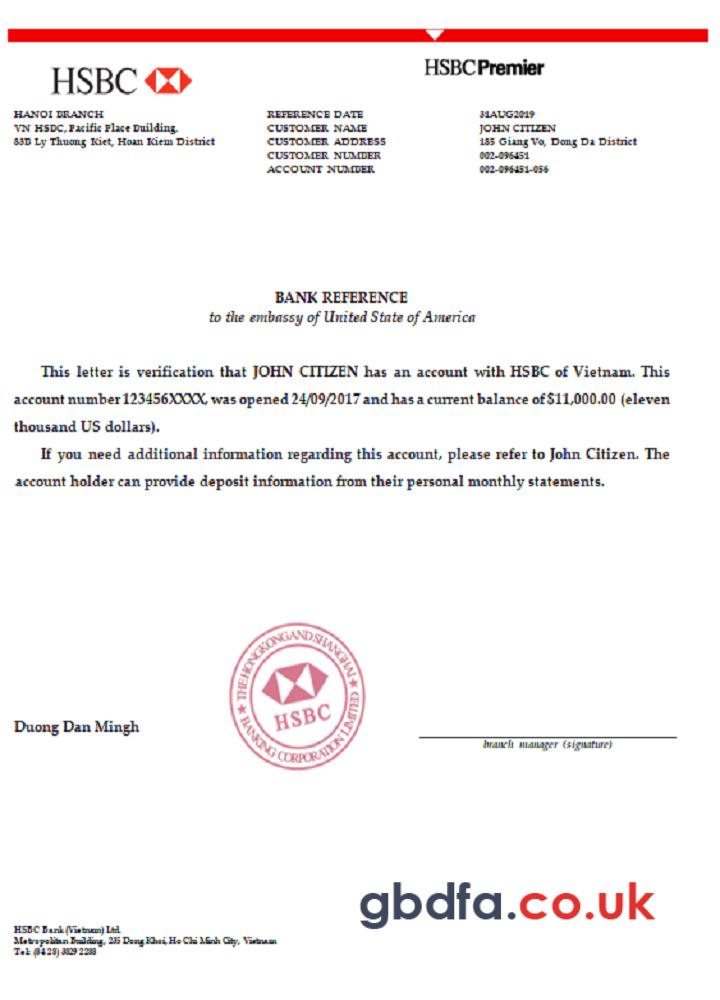 HSBC
HSBC Premier
HANOI BRANCH
VN HSBC, Pacific Place Building,
83B Ly Thuong Kiet, Hoan Kiem District
REFERENCE DATE
CUSTOMER NAME
CUSTOMER ADDRESS
CUSTOMER NUMBER
ACCOUNT NUMBER
31AUG2019
JOHN CITIZEN
185 Giang Vo, Dong Da District
002-096451
002-096451-056
BANK REFERENCE
to the embassy of United State of America
This letter is verification that JOHN CITIZEN has an account with HSBC of Vietnam. This
account number 123456XXXX, was opened 24/09/2017 and has a current balance of $11,000.00 (eleven
thousand US dollars).
If you need additional information regarding this account, please refer to John Citizen. The
account holder can provide deposit information from their personal monthly statements.
THE HONGKONG AND SHANGHAI
HSBC
BANKING CORPORATION LIMITED
Duong Dan Mingh
branch manager (signature)
gbdfa.co.uk
HSBC Bank (Vietnam) Ltd.
Metropolitan Building, 235 Dong Khoi, Ho Chi Minh City, Vietnam
Tel: (84 28) 3829 2288